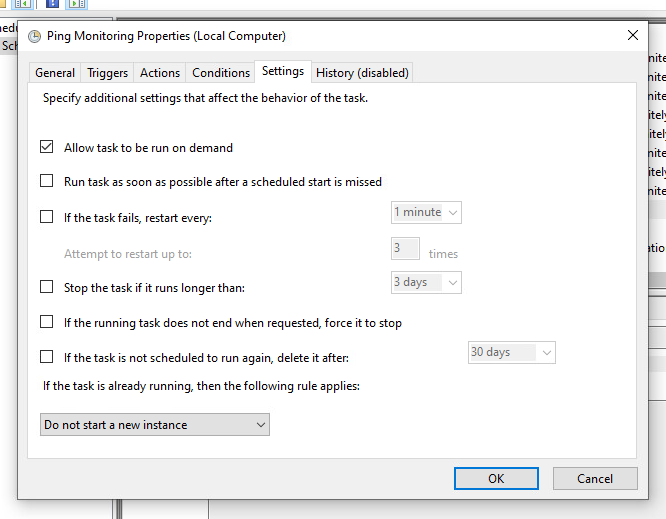 Ping Monitoring Properties (Local Computer)
General Triggers Actions Conditions Settings History (disabled)
Specify additional settings that affect the behavior of the task.
Allow task to be run on demand
Run task as soon as possible after a scheduled start is missed
If the task fails, restart every: 1 minute
Attempt to restart up to: 3 times
Stop the task if it runs longer than: 3 days
If the running task does not end when requested, force it to stop
If the task is not scheduled to run again, delete it after: 30 days
If the task is already running, then the following rule applies:
Do not start a new instance
OK Cancel